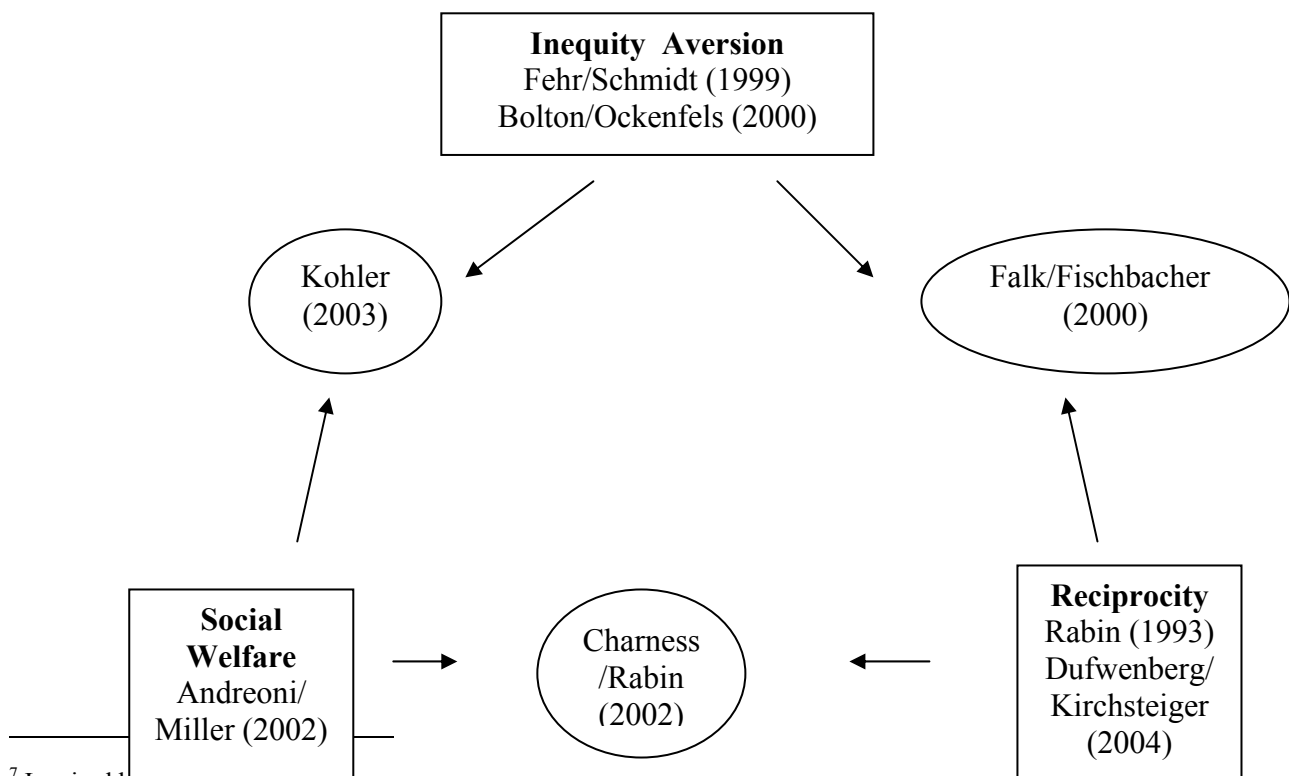 Inequity Aversion
Fehr/Schmidt (1999)
Bolton/Ockenfels (2000)
Kohler
(2003)
Falk/Fischbacher
(2000)
Social
Welfare
Andreoni/
Miller (2002)
Charness
/Rabin
(2002)
Reciprocity
Rabin (1993)
Dufwenberg/
Kirchsteiger
(2004)
7